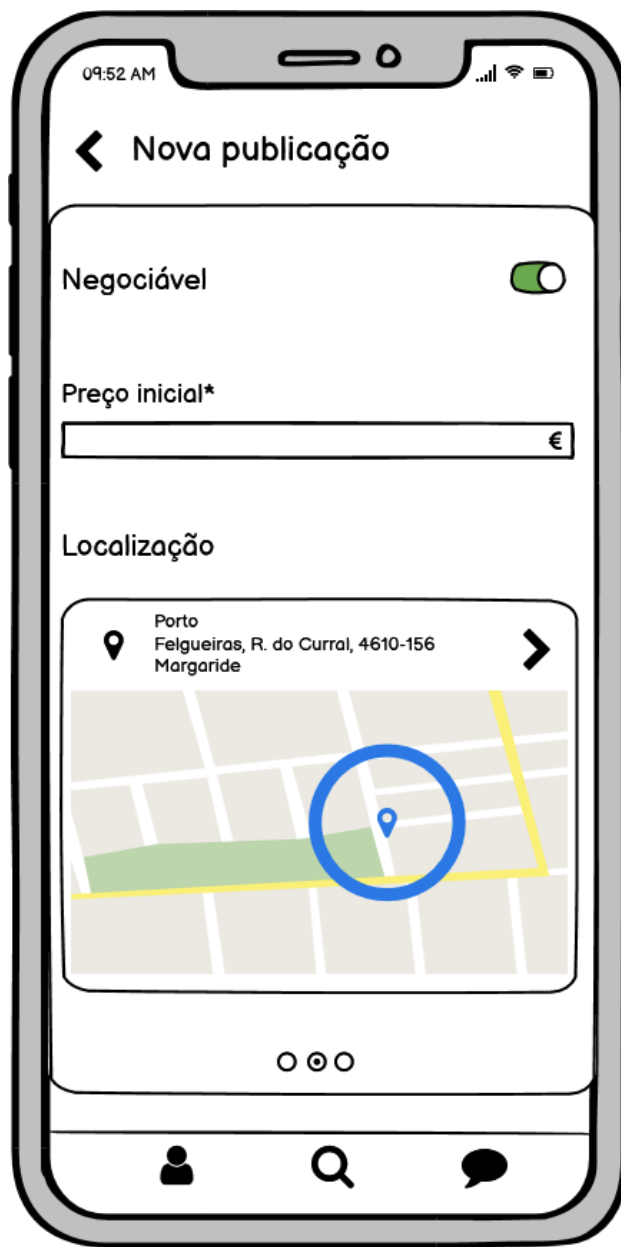 09:52 AM
Nova publicação
Negociável
Preço inicial*
€
Localização
Porto
Felgueiras, R. do Curral, 4610-156
Margaride